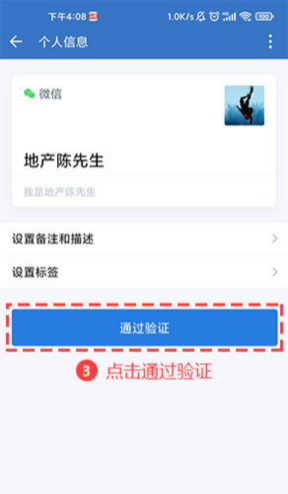 下午4:08
1.0K/s
个人信息
微信
地产陈先生
我是地产陈先生
设置备注和描述
设置标签
通过验证
3 点击通过验证